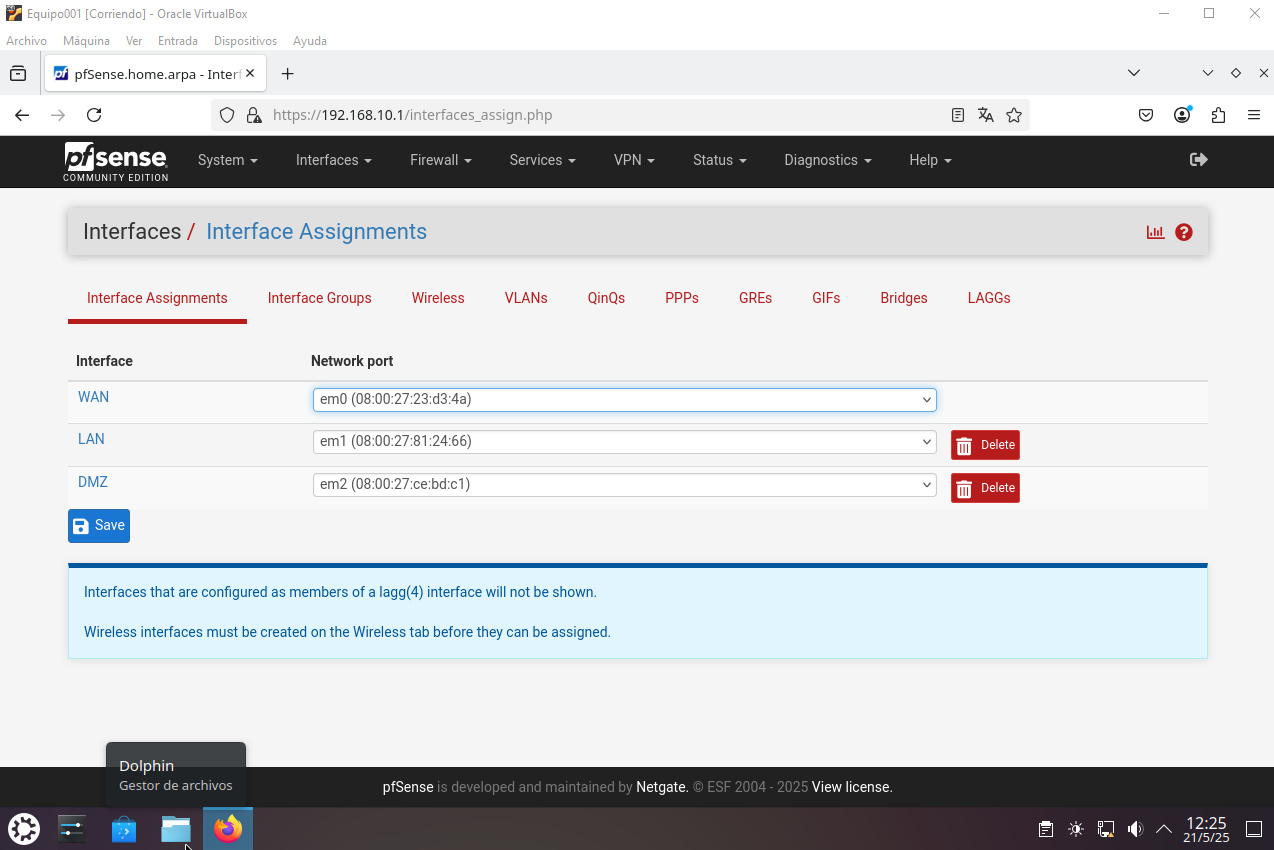 Equipo001 [Corriendo] - Oracle VirtualBox
Archivo Máquina Ver Entrada Dispositivos Ayuda
pfSense.home.arpa - Interf
https://192.168.10.1/interfaces_assign.php
pfsense System Interfaces Firewall Services VPN Status Diagnostics Help
COMMUNITY EDITION
Interfaces / Interface Assignments
Interface Assignments Interface Groups Wireless VLANs QinQs PPPs GREs GIFs Bridges LAGGs
Interface Network port
WAN em0 (08:00:27:23:d3:4a)
LAN em1 (08:00:27:81:24:66) Delete
DMZ em2 (08:00:27:ce:bd:c1) Delete
Save
Interfaces that are configured as members of a lagg(4) interface will not be shown.
Wireless interfaces must be created on the Wireless tab before they can be assigned.
Dolphin
Gestor de archivos
pfSense is developed and maintained by Netgate. © ESF 2004 - 2025 View license.
12:25
21/5/25